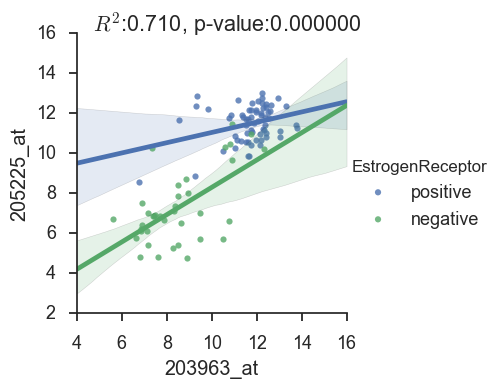 R²:0.710, p-value:0.000000
16
14
12
10
8
6
4
2
205225_at
4 6 8 10 12 14 16
203963_at
EstrogenReceptor
positive
negative